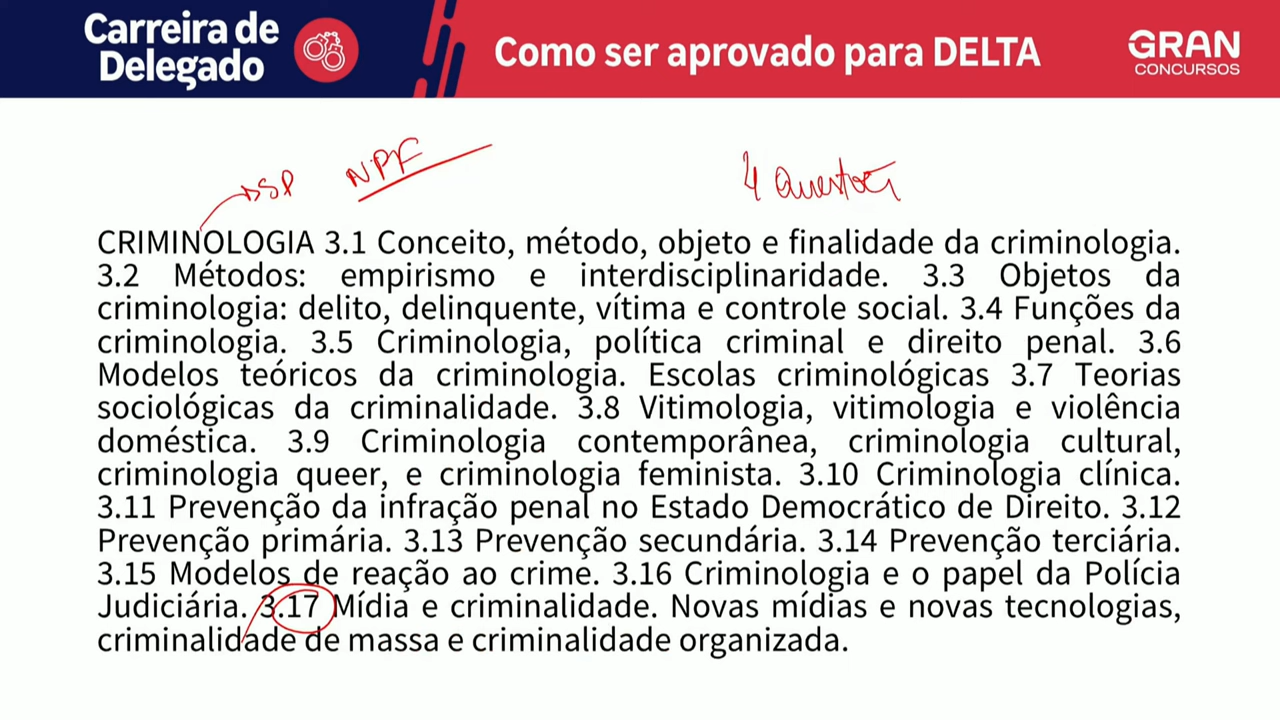 Carreira de
Delegado
Como ser aprovado para DELTA
GRAN
CONCURSOS
SP
NPF
4 Questões
CRIMINOLOGIA 3.1 Conceito, método, objeto e finalidade da criminologia.
3.2 Métodos: empirismo e interdisciplinaridade. 3.3 Objetos da
criminologia: delito, delinquente, vítima e controle social. 3.4 Funções da
criminologia. 3.5 Criminologia, política criminal e direito penal. 3.6
Modelos teóricos da criminologia. Escolas criminológicas 3.7 Teorias
sociológicas da criminalidade. 3.8 Vitimologia, vitimologia e violência
doméstica. 3.9 Criminologia contemporânea, criminologia cultural,
criminologia queer, e criminologia feminista. 3.10 Criminologia clínica.
3.11 Prevenção da infração penal no Estado Democrático de Direito. 3.12
Prevenção primária. 3.13 Prevenção secundária. 3.14 Prevenção terciária.
3.15 Modelos de reação ao crime. 3.16 Criminologia e o papel da Polícia
Judiciária. 3.17 Mídia e criminalidade. Novas mídias e novas tecnologias,
criminalidade de massa e criminalidade organizada.